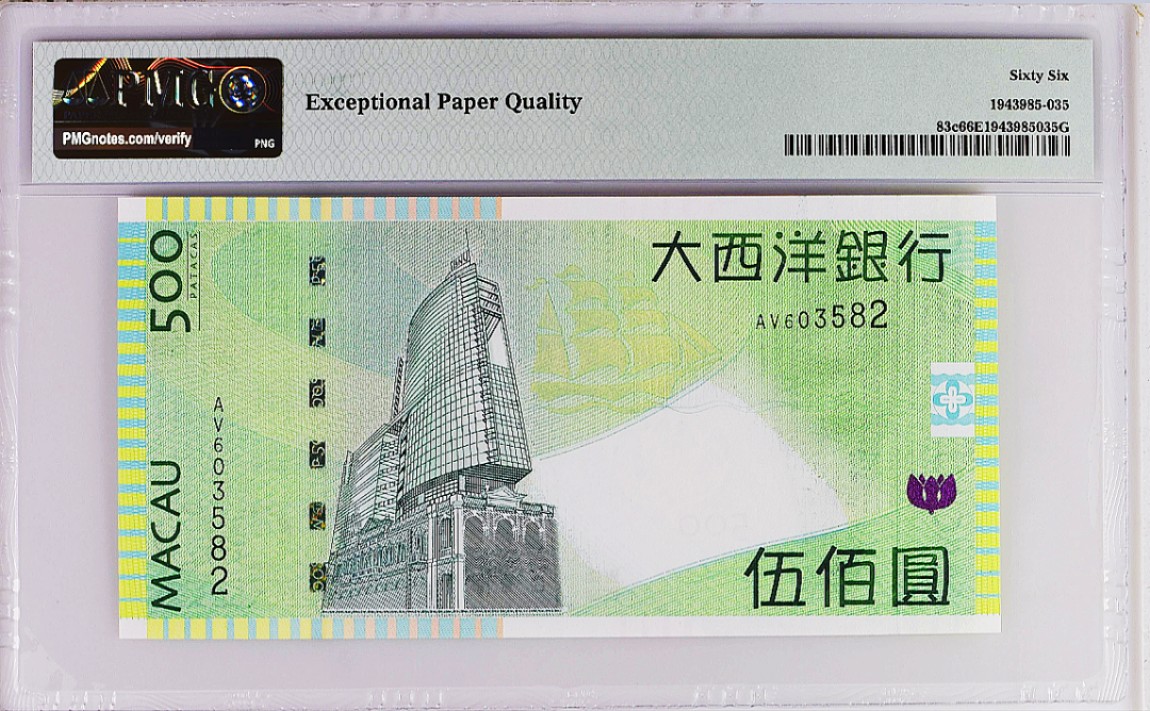 PMG
PMGnotes.com/verify
PNG
Exceptional Paper Quality
Sixty Six
1943985-035
83c66E1943985035G
500
PATACAS
大西洋銀行
AV603582
AV603582
MACAU
伍佰圓